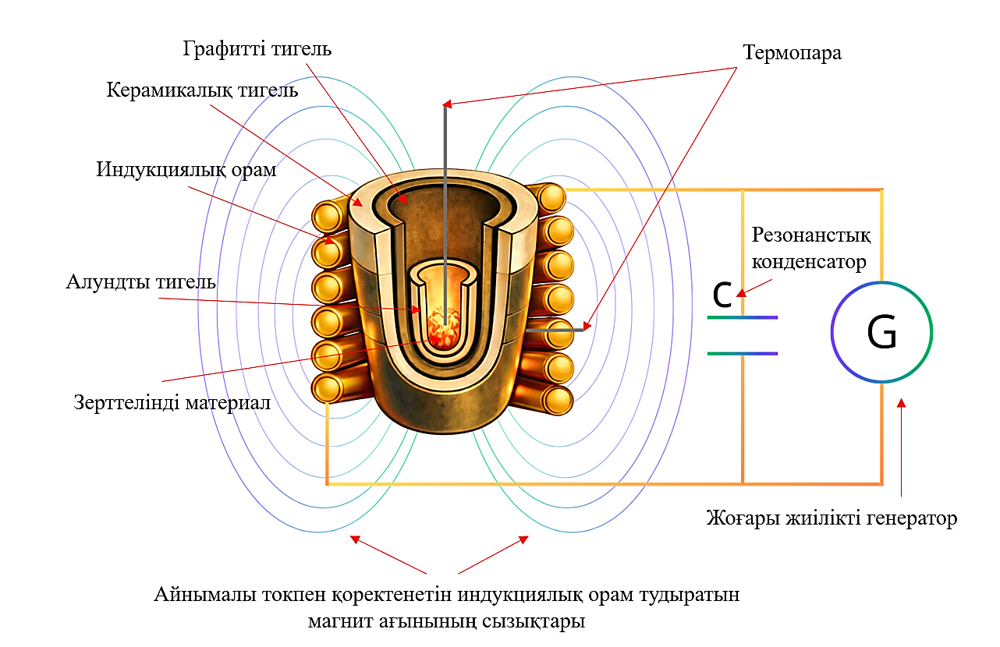 Графитті тигель
Термопара
Керамикалық тигель
Индукциялық орам
Резонанстық
конденсатор
Алундты тигель
C
G
Зерттелінді материал
Жоғары жиілікті генератор
Айнымалы токпен қоректенетін индукциялық орам тудыратын
магнит ағынының сызықтары